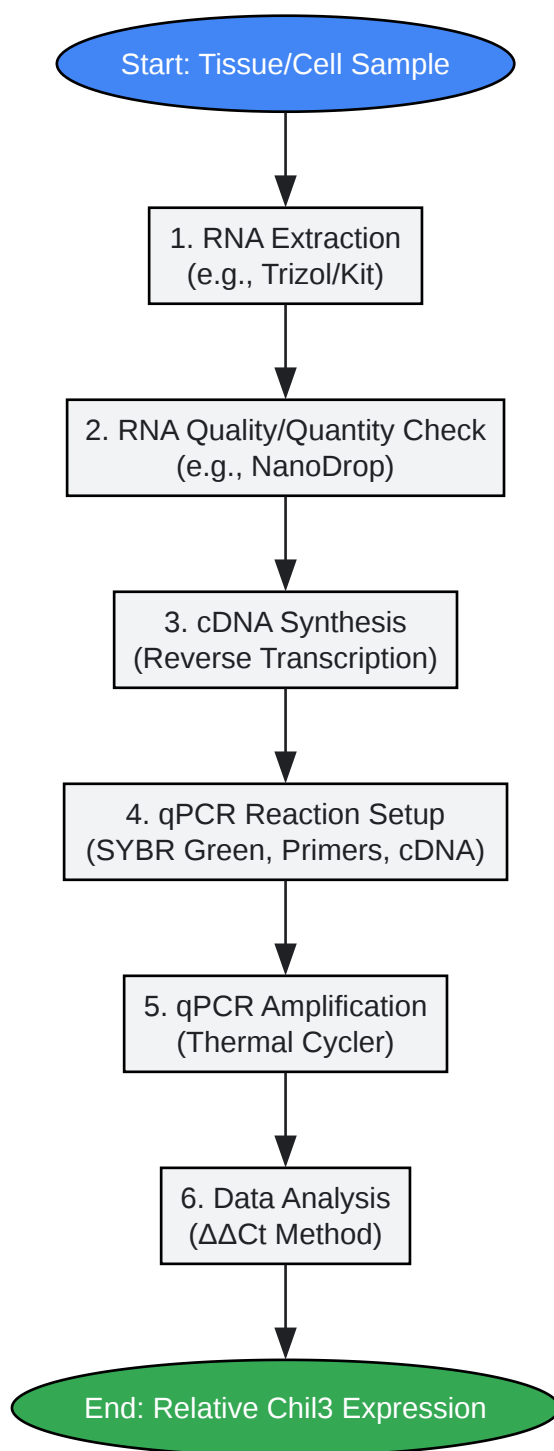 Start: Tissue/Cell Sample
1. RNA Extraction
(e.g., Trizol/Kit)
2. RNA Quality/Quantity Check
(e.g., NanoDrop)
3. cDNA Synthesis
(Reverse Transcription)
4. qPCR Reaction Setup
(SYBR Green, Primers, cDNA)
5. qPCR Amplification
(Thermal Cycler)
6. Data Analysis
(ΔΔCt Method)
End: Relative Chil3 Expression